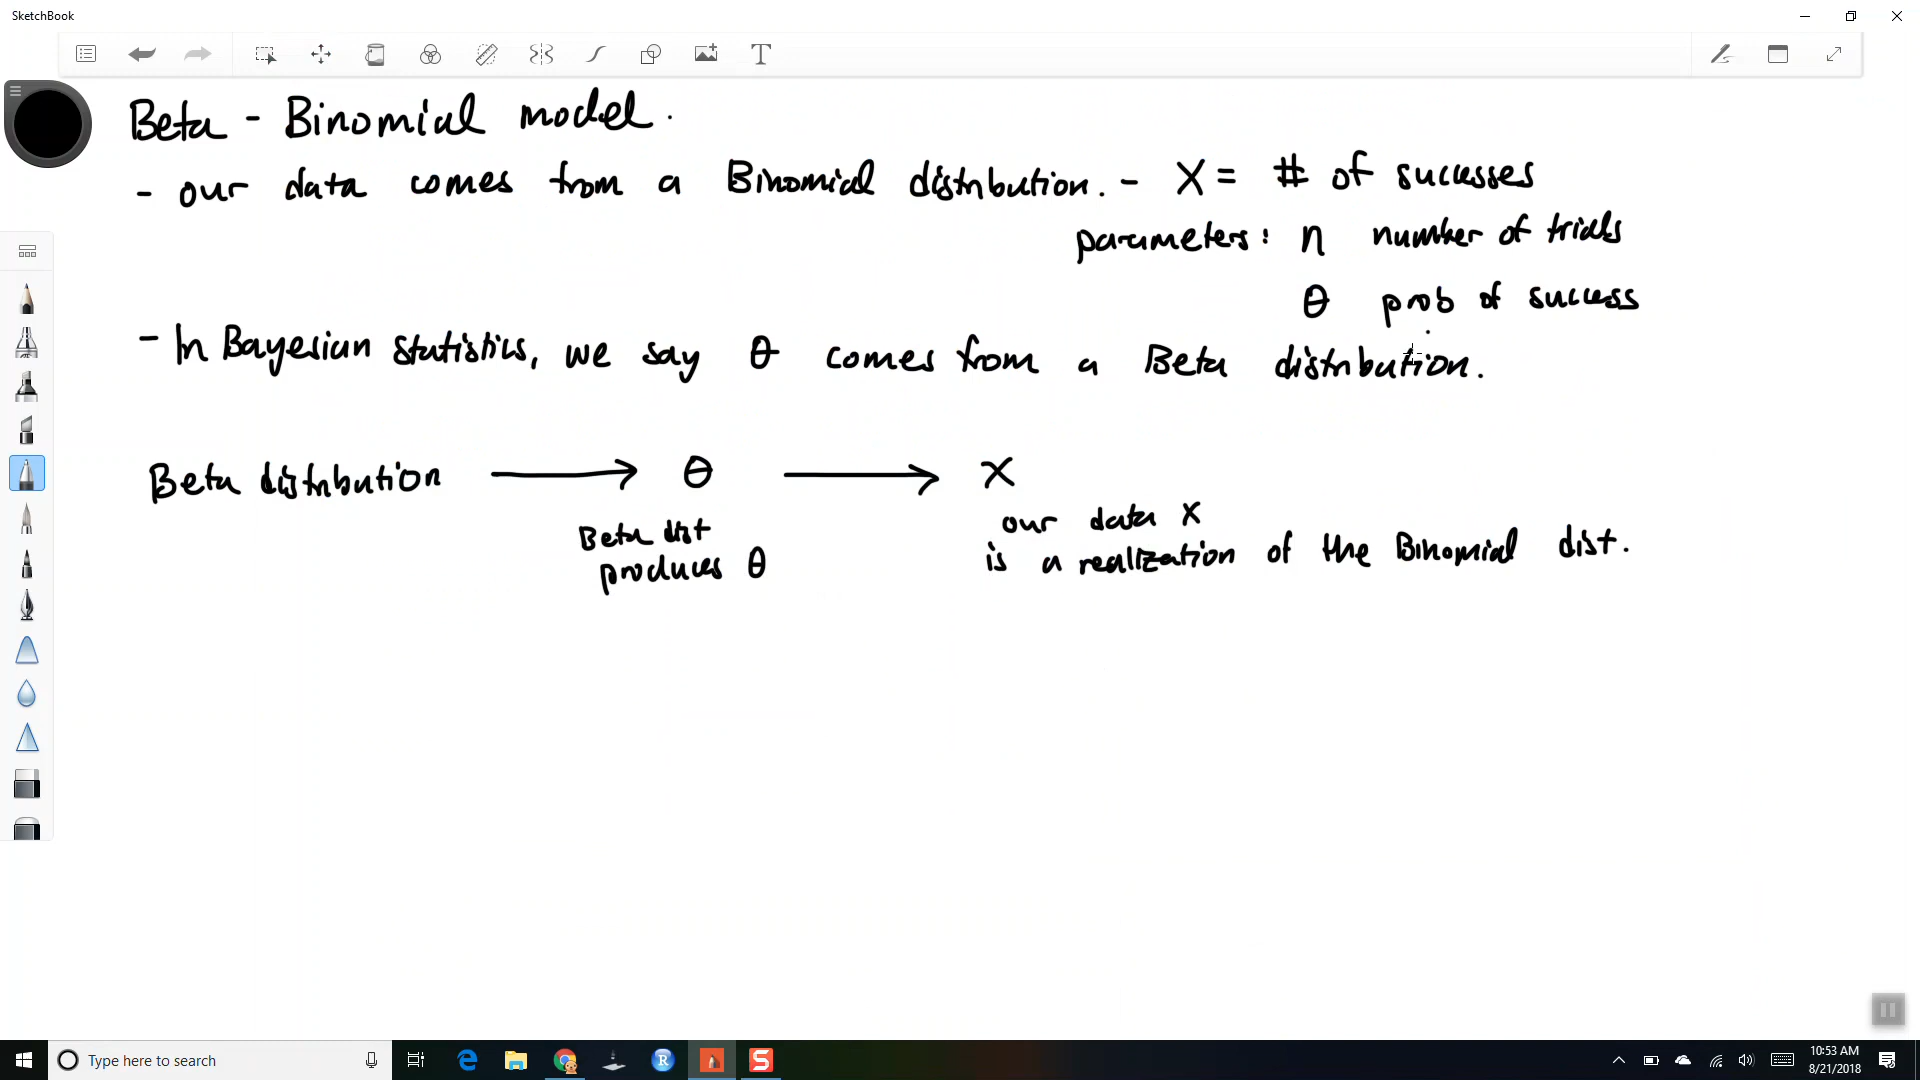 SketchBook
Beta - Binomial model.
- our data comes from a Binomial distribution. - X = # of successes
parameters: n number of trials
θ prob of success
- In Bayesian statistics, we say θ comes from a Beta distribution.
Beta distribution → θ → X
Beta dist
produces θ
our data X
is a realization of the Binomial dist.
Type here to search
10:53 AM
8/21/2018